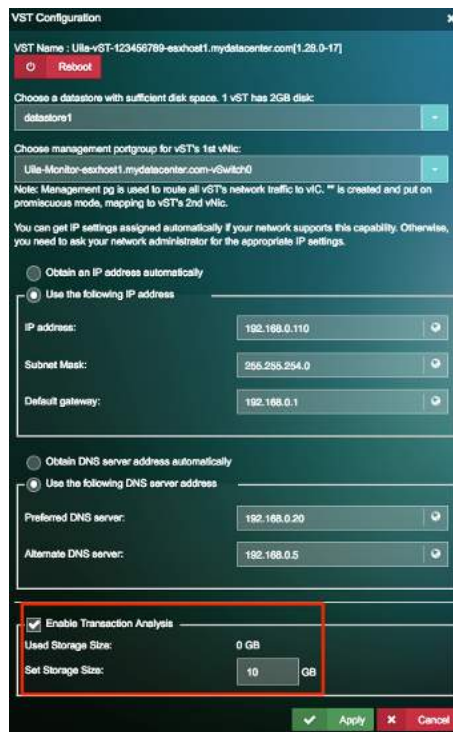 VST Configuration
VST Name : Uila-vST-123456789-esxhost1.mydatacenter.com[1.28.0-17]
Reboot
Choose a datastore with sufficient disk space. 1 vST has 2GB disk:
datastore1
Choose management portgroup for vST's 1st vNic:
Uila-Monitor-esxhost1.mydatacenter.com-vSwitch0
Note: Management pg is used to route all vST's network traffic to vIC. "" is created and put on
promiscuous mode, mapping to vST's 2nd vNic.
You can get IP settings assigned automatically if your network supports this capability. Otherwise,
you need to ask your network administrator for the appropriate IP settings.
Obtain an IP address automatically
Use the following IP address
IP address: 192.168.0.110
Subnet Mask: 255.255.254.0
Default gateway: 192.168.0.1
Obtain DNS server address automatically
Use the following DNS server address
Preferred DNS server: 192.168.0.20
Alternate DNS server: 192.168.0.5
Enable Transaction Analysis
Used Storage Size: 0 GB
Set Storage Size: 10 GB
Apply Cancel